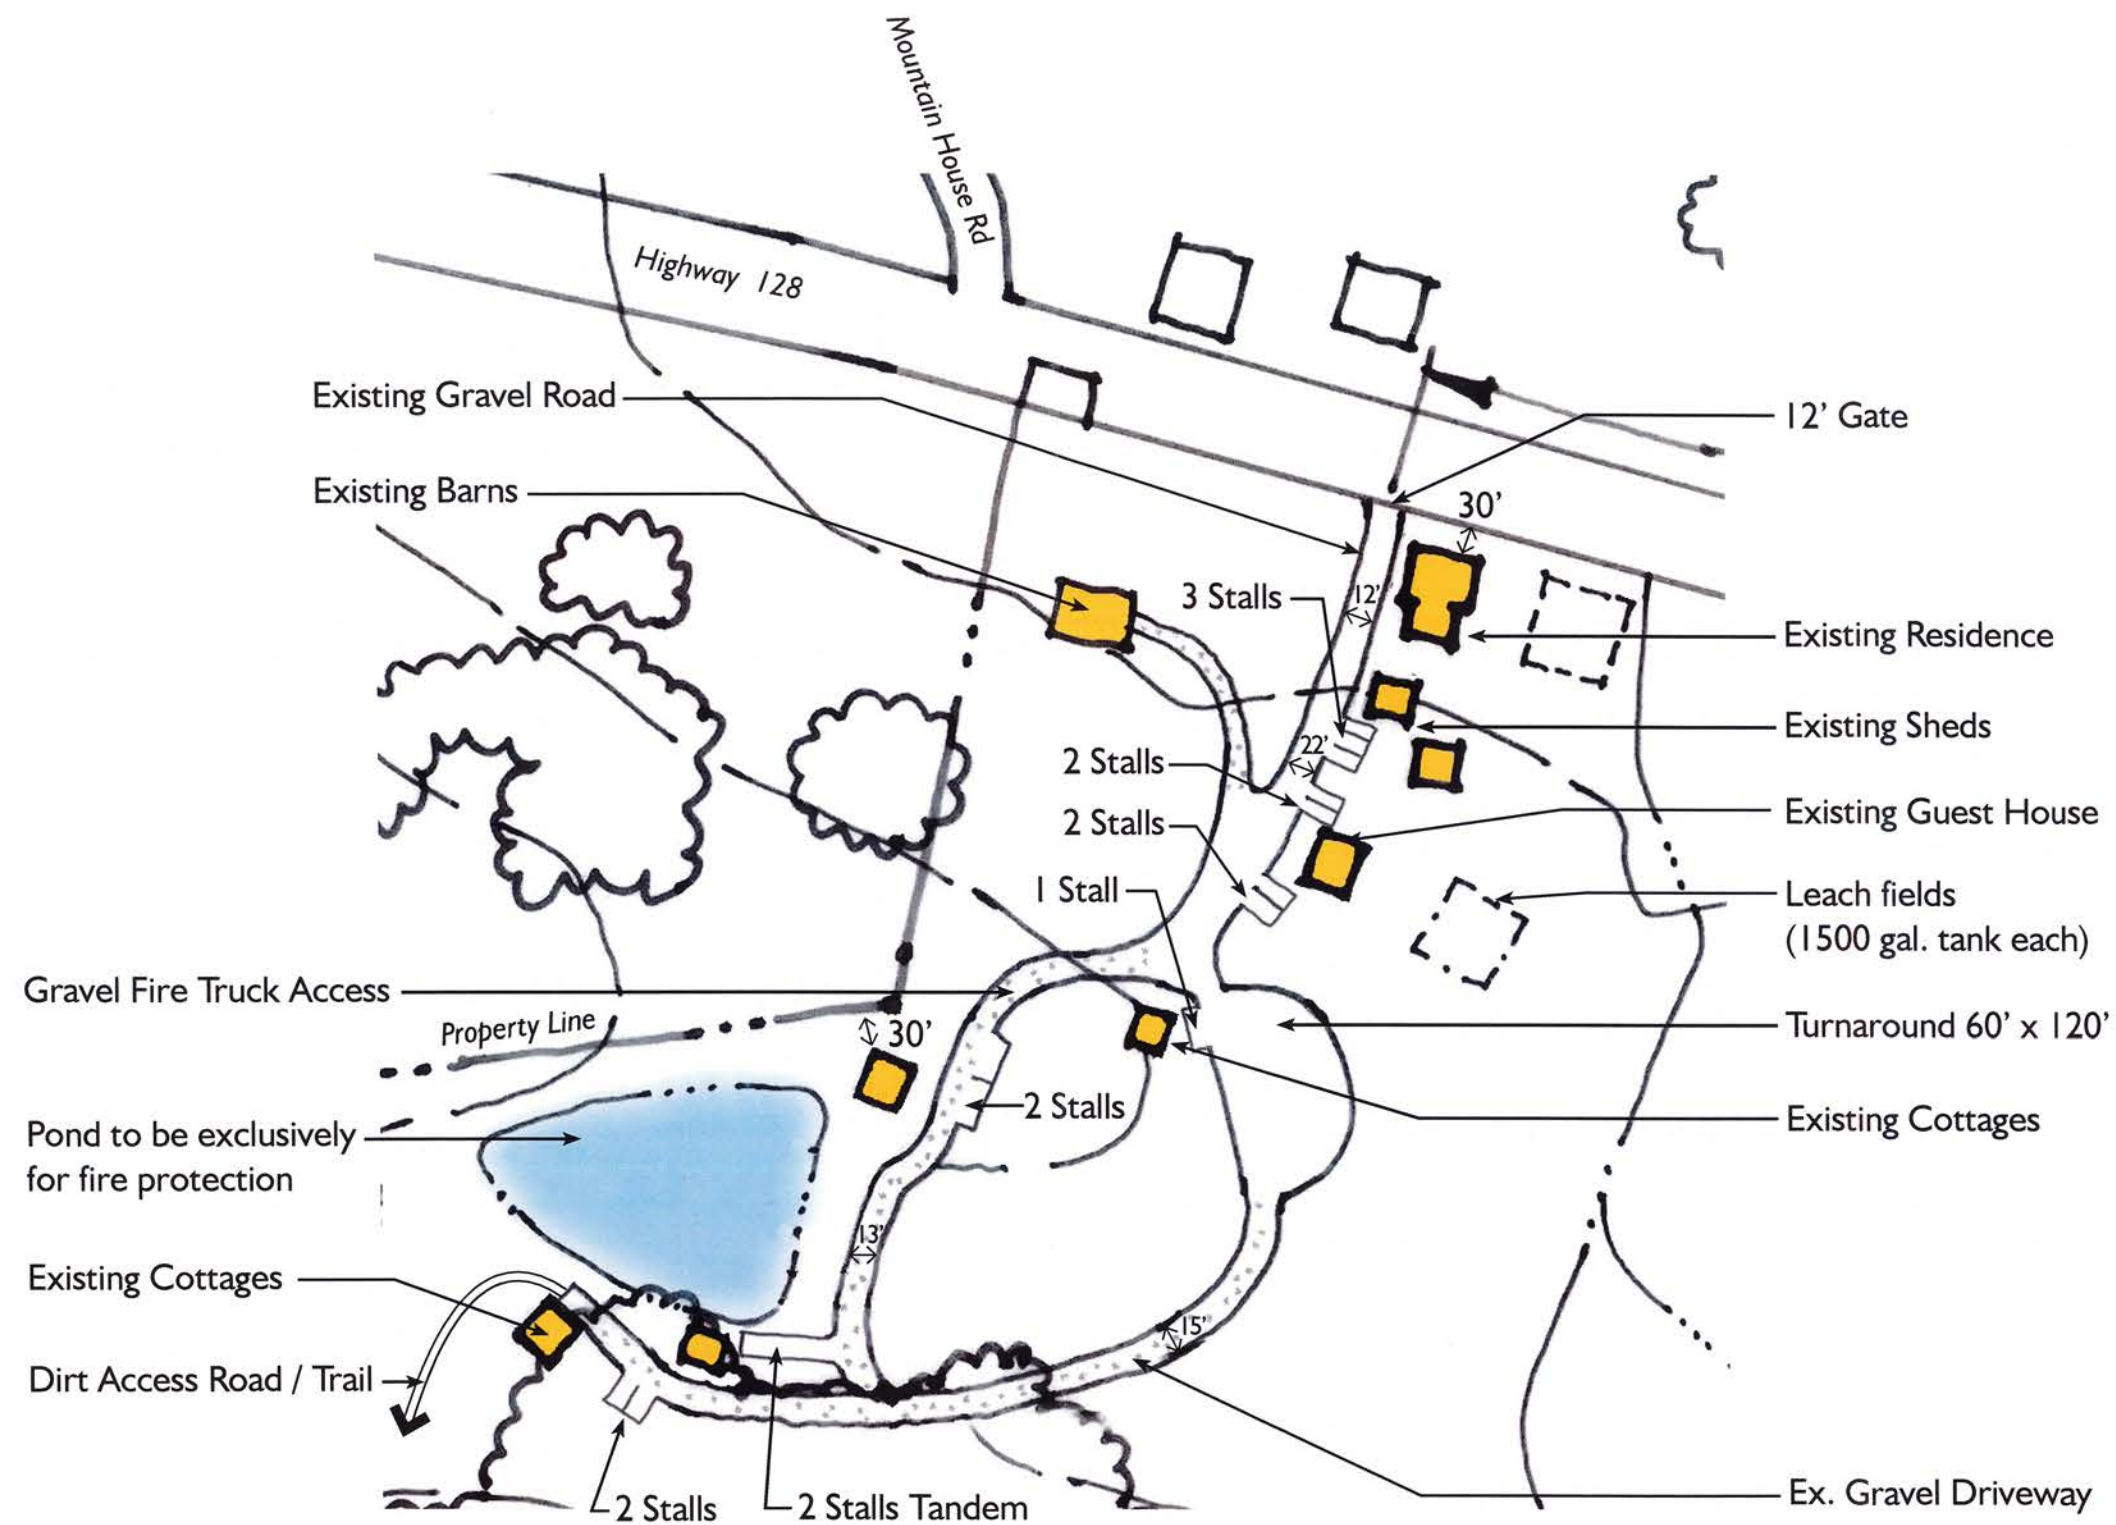 Mountain House Rd
Highway 128
Existing Gravel Road
12’ Gate
Existing Barns
30’
3 Stalls
12’
Existing Residence
Existing Sheds
22’
2 Stalls
2 Stalls
Existing Guest House
1 Stall
Leach fields
(1500 gal. tank each)
Gravel Fire Truck Access
Property Line
30’
Turnaround 60’ x 120’
2 Stalls
Existing Cottages
Pond to be exclusively
for fire protection
13’
Existing Cottages
15’
Dirt Access Road / Trail
2 Stalls
2 Stalls Tandem
Ex. Gravel Driveway